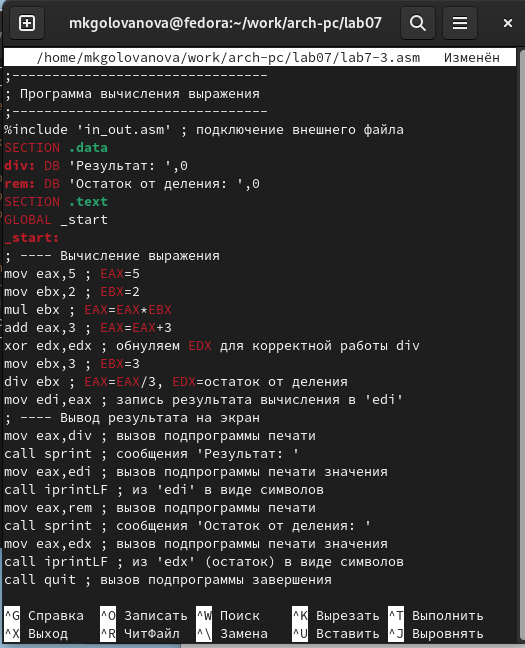 mkgolovanova@fedora:~/work/arch-pc/lab07
/home/mkgolovanova/work/arch-pc/lab07/lab7-3.asm Изменён
;--------------------------------
; Программа вычисления выражения
;--------------------------------
%include 'in_out.asm' ; подключение внешнего файла
SECTION .data
div: DB 'Результат: ',0
rem: DB 'Остаток от деления: ',0
SECTION .text
GLOBAL _start
_start:
; ---- Вычисление выражения
mov eax,5 ; EAX=5
mov ebx,2 ; EBX=2
mul ebx ; EAX=EAX*EBX
add eax,3 ; EAX=EAX+3
xor edx,edx ; обнуляем EDX для корректной работы div
mov ebx,3 ; EBX=3
div ebx ; EAX=EAX/3, EDX=остаток от деления
mov edi,eax ; запись результата вычисления в 'edi'
; ---- Вывод результата на экран
mov eax,div ; вызов подпрограммы печати
call sprint ; сообщения 'Результат: '
mov eax,edi ; вызов подпрограммы печати значения
call iprintLF ; из 'edi' в виде символов
mov eax,rem ; вызов подпрограммы печати
call sprint ; сообщения 'Остаток от деления: '
mov eax,edx ; вызов подпрограммы печати значения
call iprintLF ; из 'edx' (остаток) в виде символов
call quit ; вызов подпрограммы завершения
^G Справка ^O Записать ^W Поиск ^K Вырезать ^T Выполнить
^X Выход ^R ЧитФайл ^\ Замена ^U Вставить ^J Выровнять